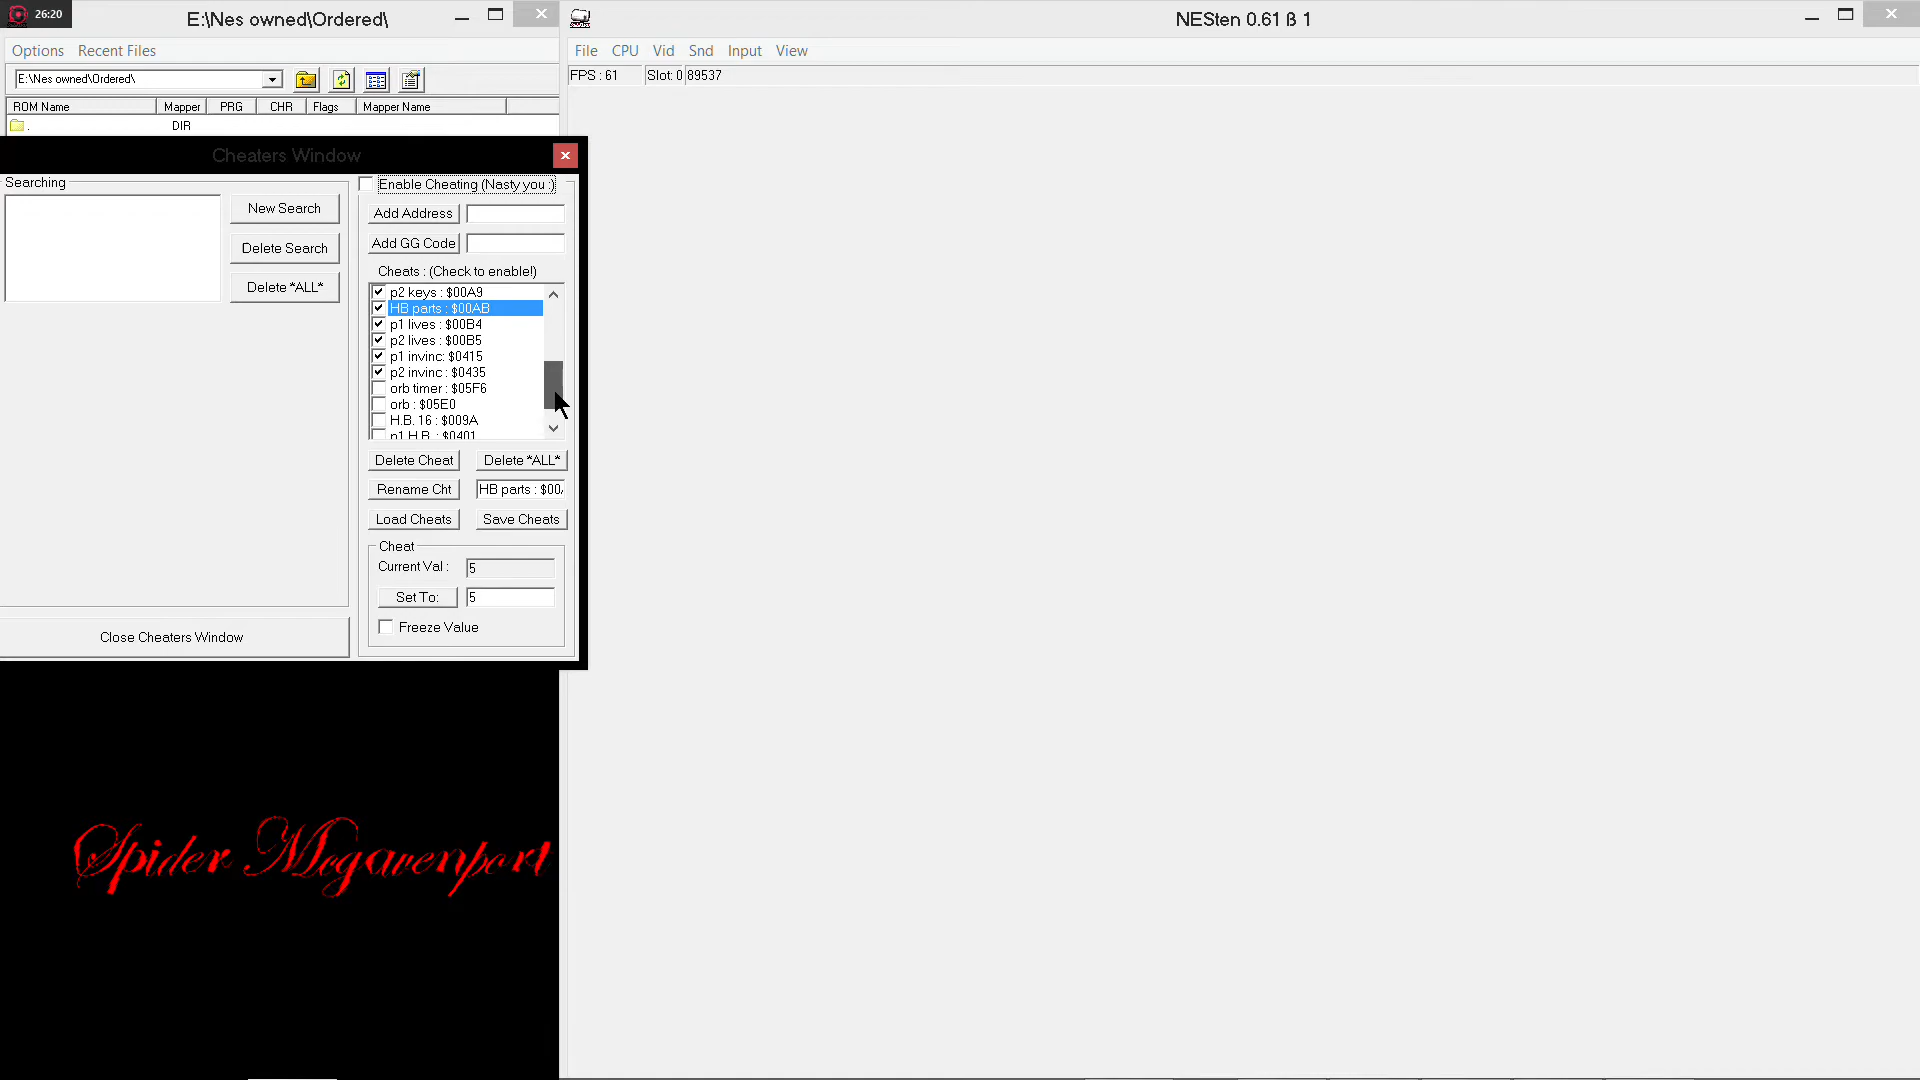 26:20
E:\Nes owned\Ordered\
Options Recent Files
E:\Nes owned\Ordered\
ROM Name Mapper PRG CHR Flags Mapper Name
. DIR
Cheaters Window
Searching
New Search
Delete Search
Delete *ALL*
Close Cheaters Window
Enable Cheating (Nasty you :)
Add Address
Add GG Code
Cheats : (Check to enable!)
p2 keys : $00A9
HB parts : $00AB
p1 lives : $00B4
p2 lives : $00B5
p1 invinc: $0415
p2 invinc : $0435
orb timer : $05F6
orb : $05E0
H.B. 16 : $009A
p1 H.B. : $0401
Delete Cheat Delete *ALL*
Rename Cht HB parts : $00
Load Cheats Save Cheats
Cheat
Current Val : 5
Set To: 5
Freeze Value
Spider Mcgavenport
NESten 0.61 ß 1
File CPU Vid Snd Input View
FPS : 61 Slot: 0 89537